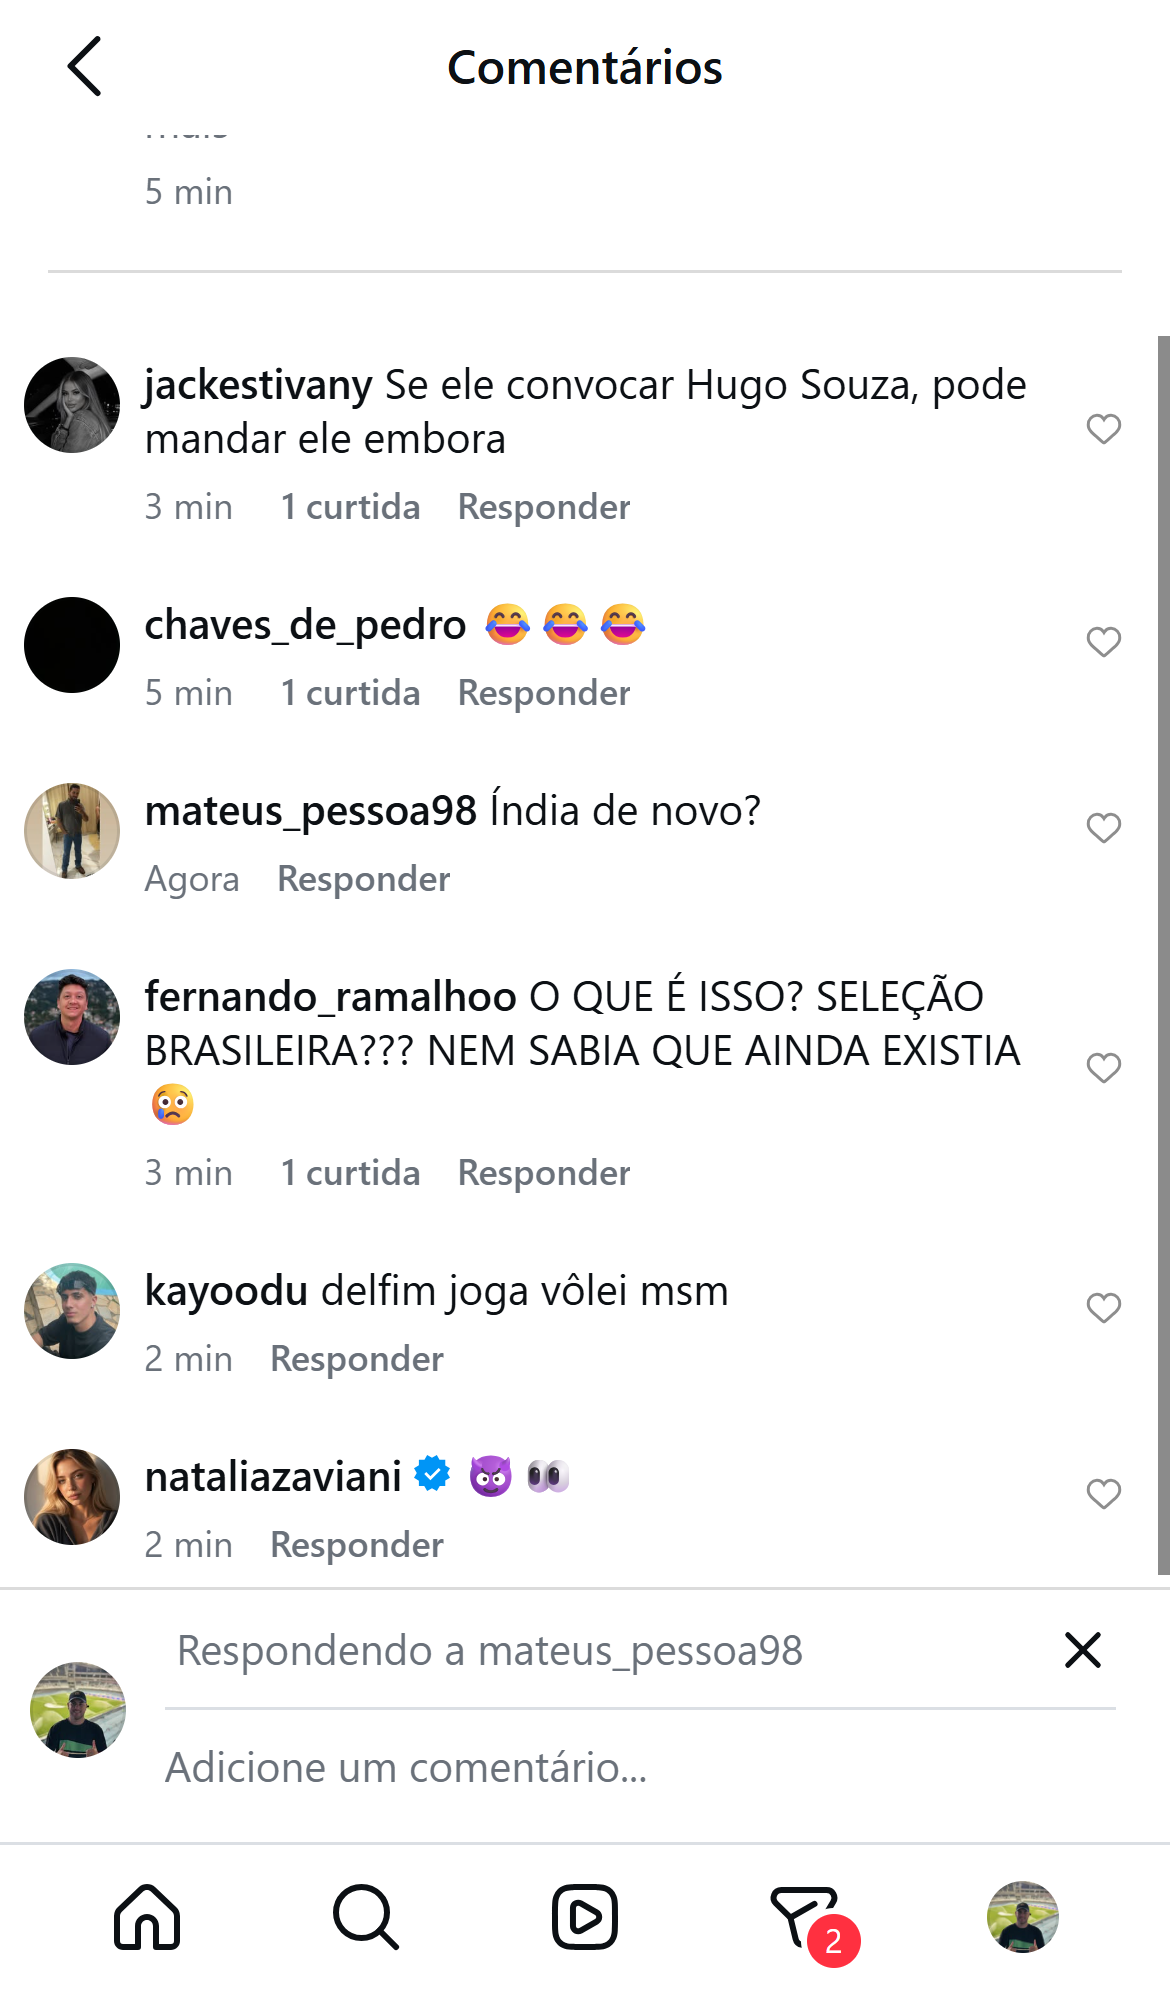 Comentários
5 min
jackestivany Se ele convocar Hugo Souza, pode
mandar ele embora
3 min 1 curtida Responder
chaves_de_pedro 😂😂😂
5 min 1 curtida Responder
mateus_pessoa98 Índia de novo?
Agora Responder
fernando_ramalhoo O QUE É ISSO? SELEÇÃO
BRASILEIRA??? NEM SABIA QUE AINDA EXISTIA
😢
3 min 1 curtida Responder
kayoodu delfim joga vôlei msm
2 min Responder
nataliazaviani 😈👀
2 min Responder
Respondendo a mateus_pessoa98
Adicione um comentário...
2